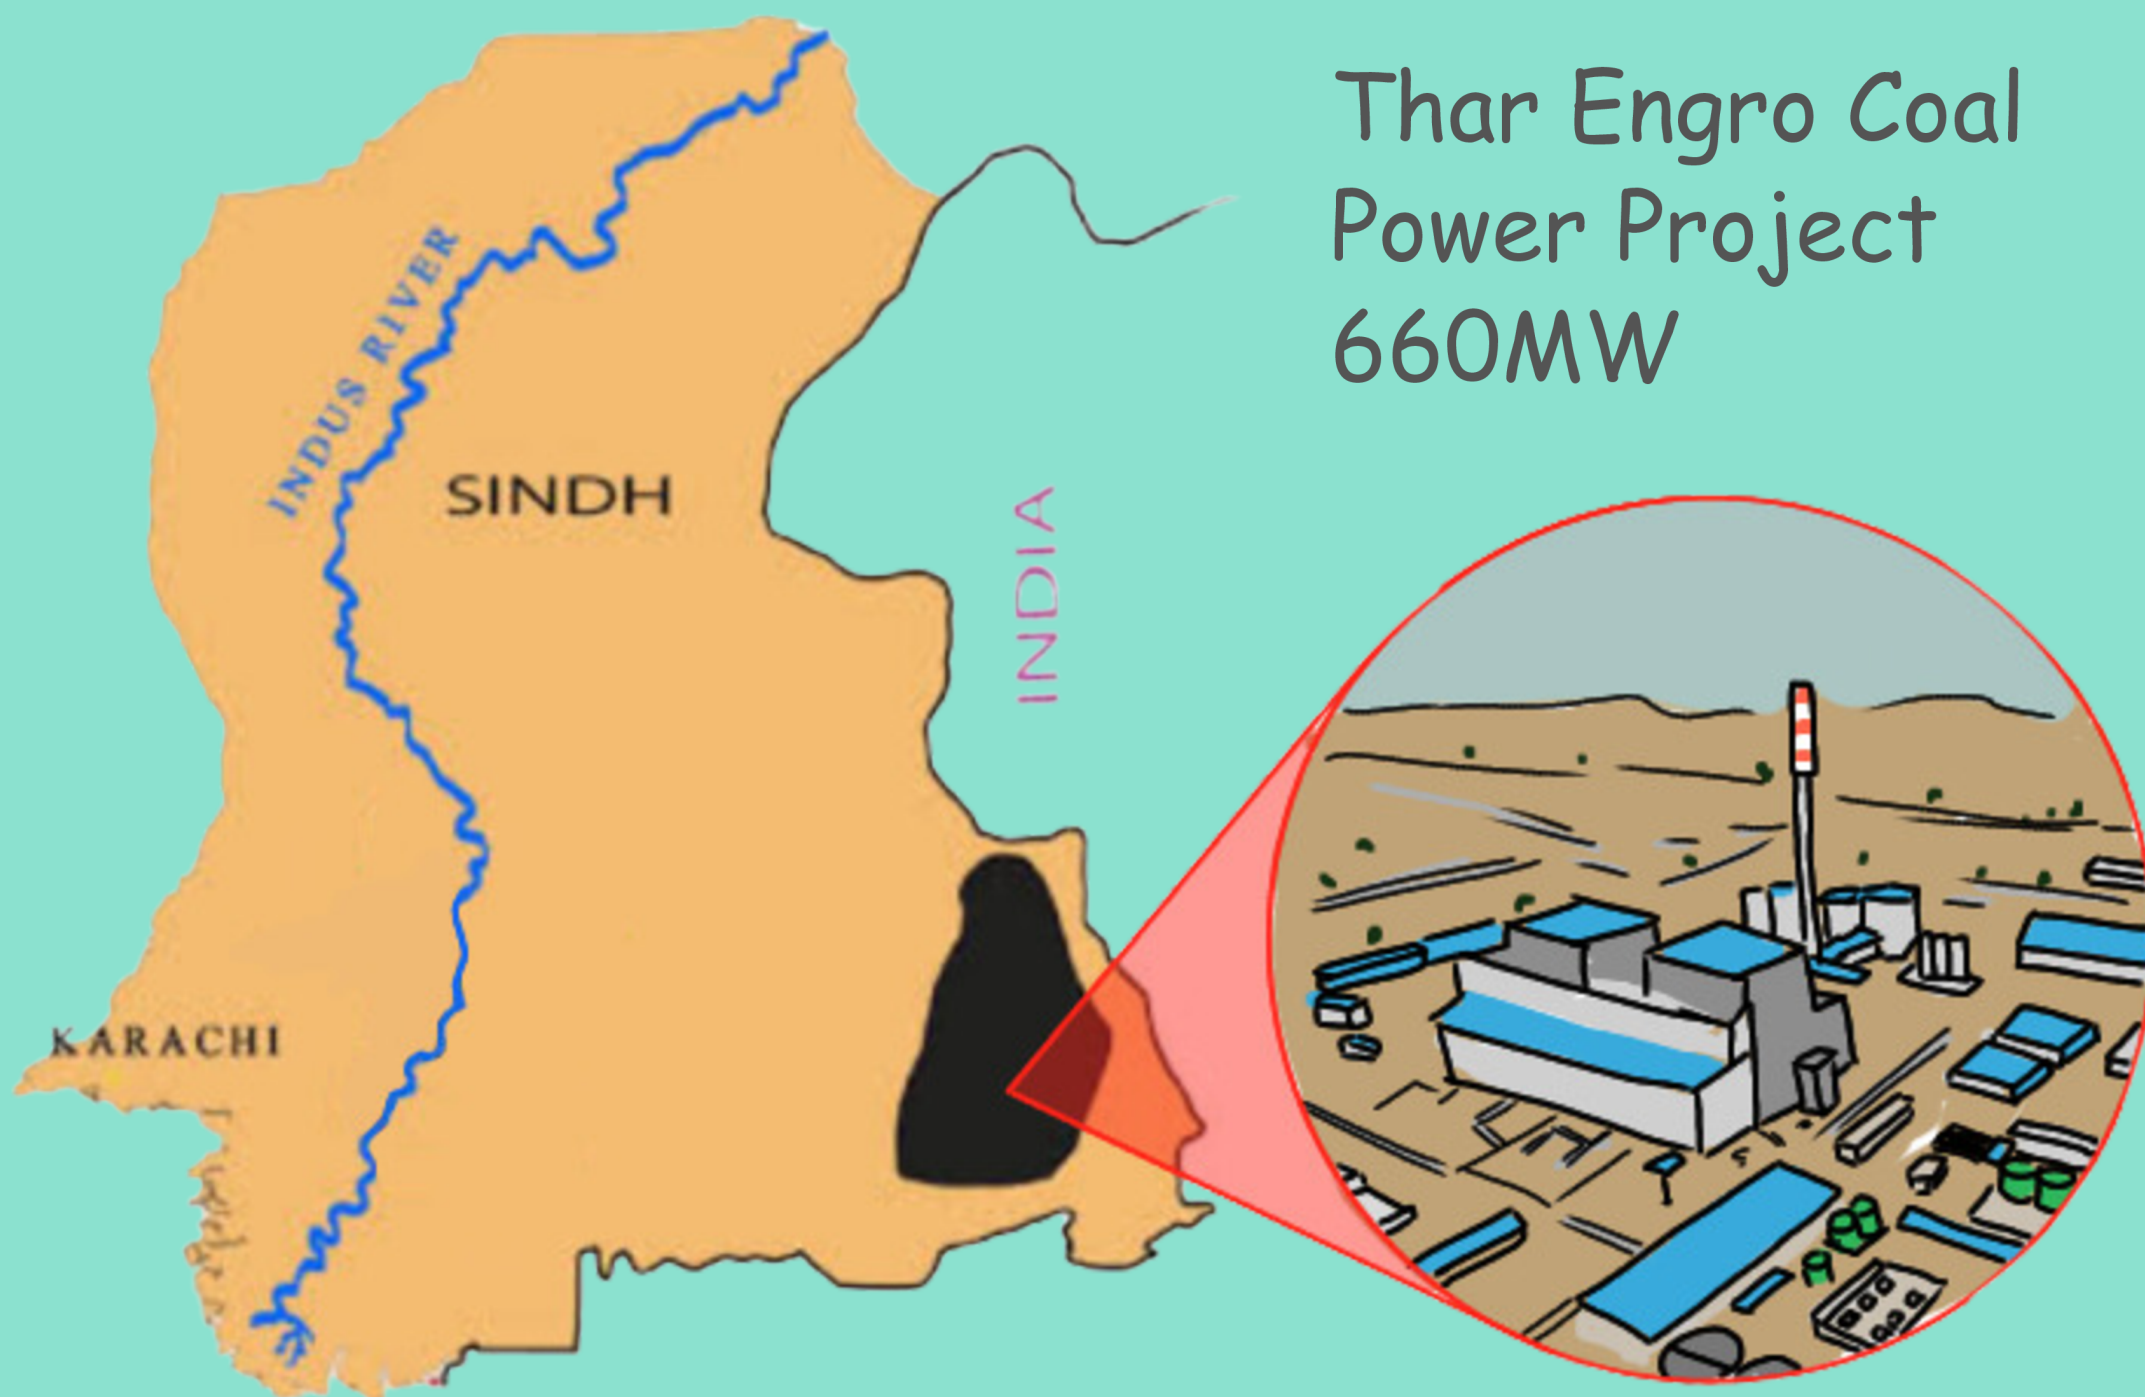 Thar Engro Coal
Power Project
660MW
INDUS RIVER
SINDH
INDIA
KARACHI